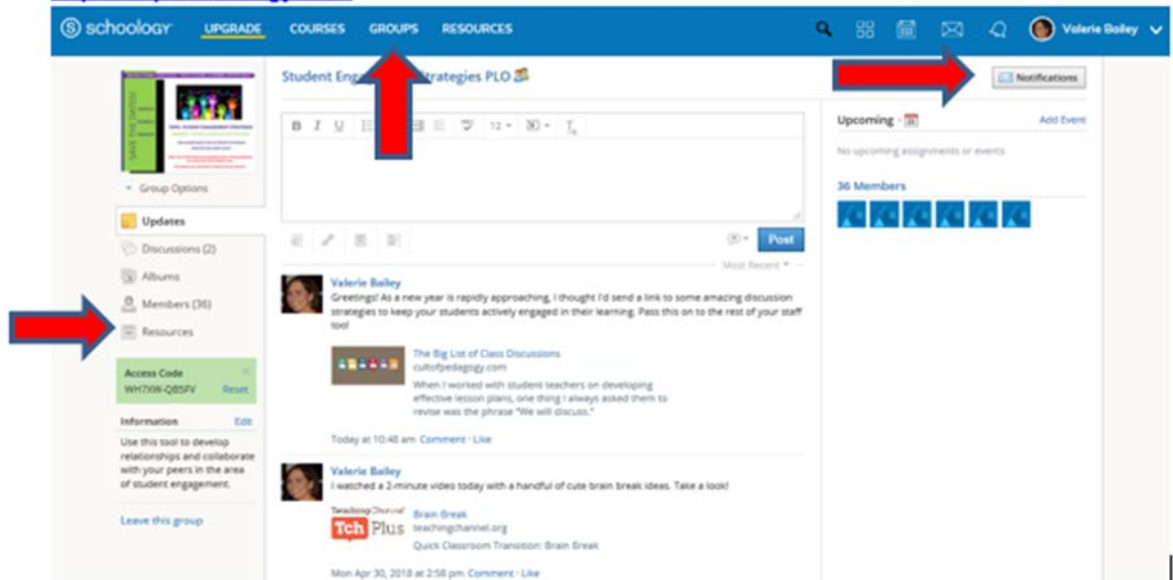 schoology UPGRADE COURSES GROUPS RESOURCES Valerie Bailey
SAVE THE DATES!
Group Options
Updates
Discussions (2)
Albums
Members (36)
Resources
Access Code
Reset
Information Edit
Use this tool to develop
relationships and collaborate
with your peers in the area
of student engagement.
Leave this group
Student Eng trategies PLO
B I U 12
Post
Most Recent
Valerie Bailey
Greetings! As a new year is rapidly approaching, I thought I'd send a link to some amazing discussion
strategies to keep your students actively engaged in their learning. Pass this on to the rest of your staff
too!
The Big List of Class Discussions
cultofpedagogy.com
When I worked with student teachers on developing
effective lesson plans, one thing I always asked them to
revise was the phrase "We will discuss."
Today at 10:48 am Comment · Like
Valerie Bailey
I watched a 2-minute video today with a handful of cute brain break ideas. Take a look!
Teaching Channel
Tch Plus
Brain Break
teachingchannel.org
Quick Classroom Transition: Brain Break
Mon Apr 30, 2018 at 2:58 pm Comment · Like
Notifications
Upcoming · Add Event
No upcoming assignments or events
36 Members